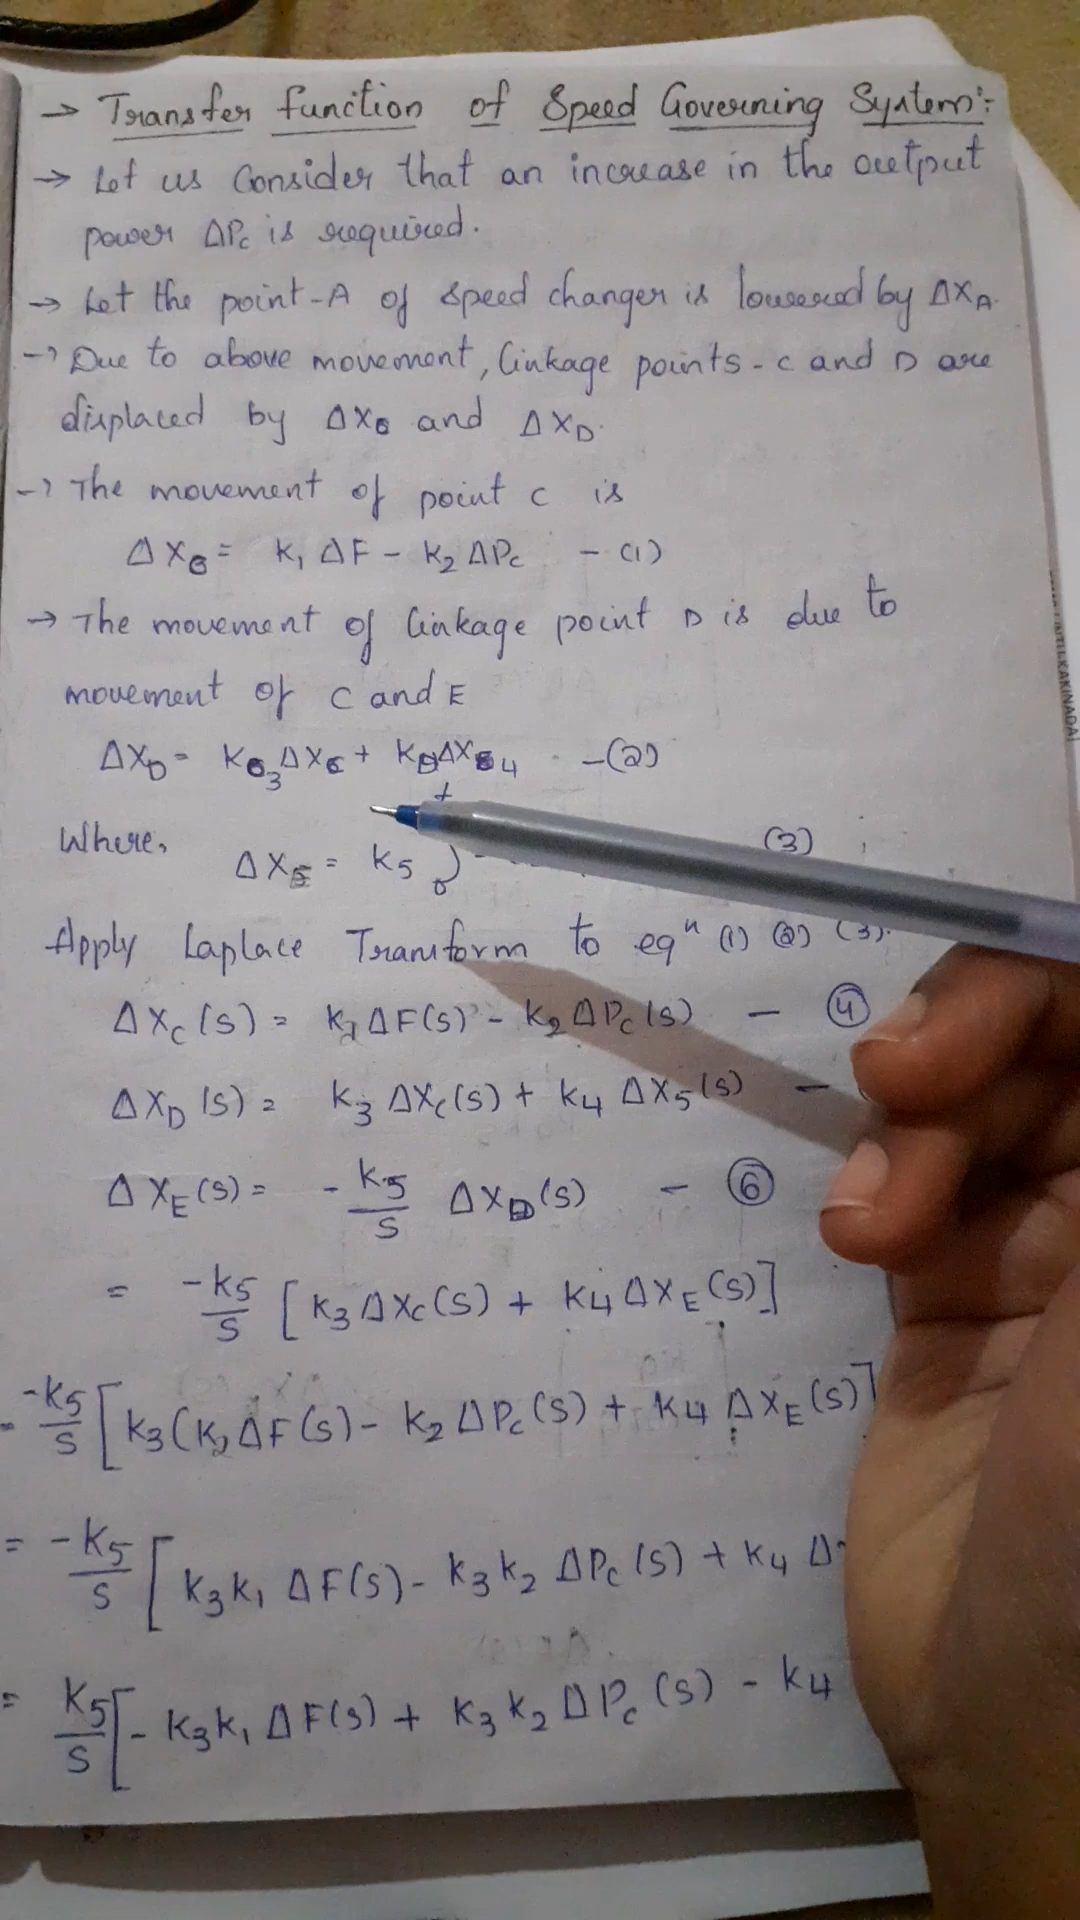 → Transfer function of Speed Governing System:-
→ Let us Consider that an increase in the output
power ΔPc is required.
→ Let the point-A of speed changer is lowered by ΔXA.
→ Due to above movement, linkage points-C and D are
displaced by ΔXc and ΔXD.
→ The movement of point C is
ΔXc = K1 ΔF - K2 ΔPc - (1)
→ The movement of linkage point D is due to
movement of C and E
ΔXD = K3 ΔXc + K4 ΔXE - (2)
Where, ΔXE = K5 ∫ (3)
Apply Laplace Transform to eqn (1) (2) (3).
ΔXc(s) = K1 ΔF(s) - K2 ΔPc(s) - ④
ΔXD(s) = K3 ΔXc(s) + K4 ΔX5(s) -
ΔXE(s) = - K5/S ΔXD(s) - ⑥
= -K5/S [K3 ΔXc(s) + K4 ΔXE(s)]
= -K5/S [K3(K1 ΔF(s) - K2 ΔPc(s) + K4 ΔXE(s)]
= -K5/S [K3K1 ΔF(s) - K3K2 ΔPc(s) + K4 Δ
= K5/S [- K3K1 ΔF(s) + K3K2 ΔPc(s) - K4